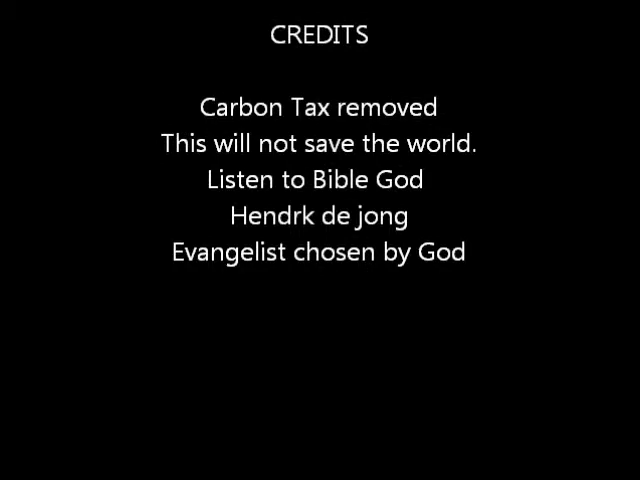 CREDITS
Carbon Tax removed
This will not save the world.
Listen to Bible God
Hendrk de jong
Evangelist chosen by God